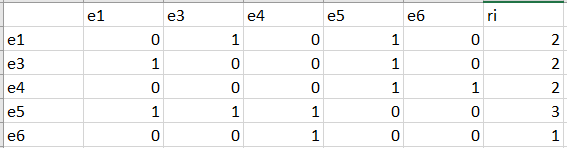 e1 e3 e4 e5 e6 ri
e1 0 1 0 1 0 2
e3 1 0 0 1 0 2
e4 0 0 0 1 1 2
e5 1 1 1 0 0 3
e6 0 0 1 0 0 1